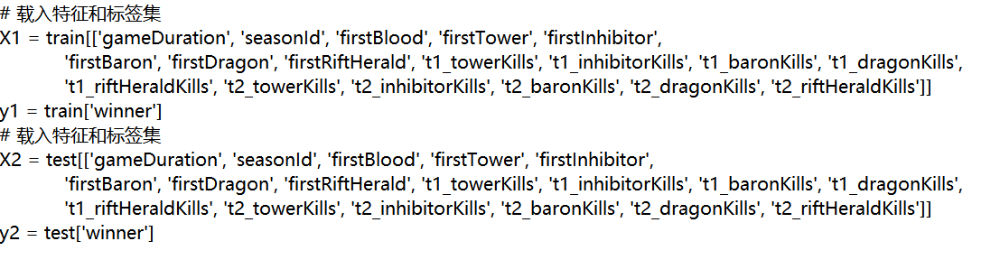 # 载入特征和标签集
X1 = train[['gameDuration', 'seasonId', 'firstBlood', 'firstTower', 'firstInhibitor',
'firstBaron', 'firstDragon', 'firstRiftHerald', 't1_towerKills', 't1_inhibitorKills', 't1_baronKills', 't1_dragonKills',
't1_riftHeraldKills', 't2_towerKills', 't2_inhibitorKills', 't2_baronKills', 't2_dragonKills', 't2_riftHeraldKills']]
y1 = train['winner']
# 载入特征和标签集
X2 = test[['gameDuration', 'seasonId', 'firstBlood', 'firstTower', 'firstInhibitor',
'firstBaron', 'firstDragon', 'firstRiftHerald', 't1_towerKills', 't1_inhibitorKills', 't1_baronKills', 't1_dragonKills',
't1_riftHeraldKills', 't2_towerKills', 't2_inhibitorKills', 't2_baronKills', 't2_dragonKills', 't2_riftHeraldKills']]
y2 = test['winner']